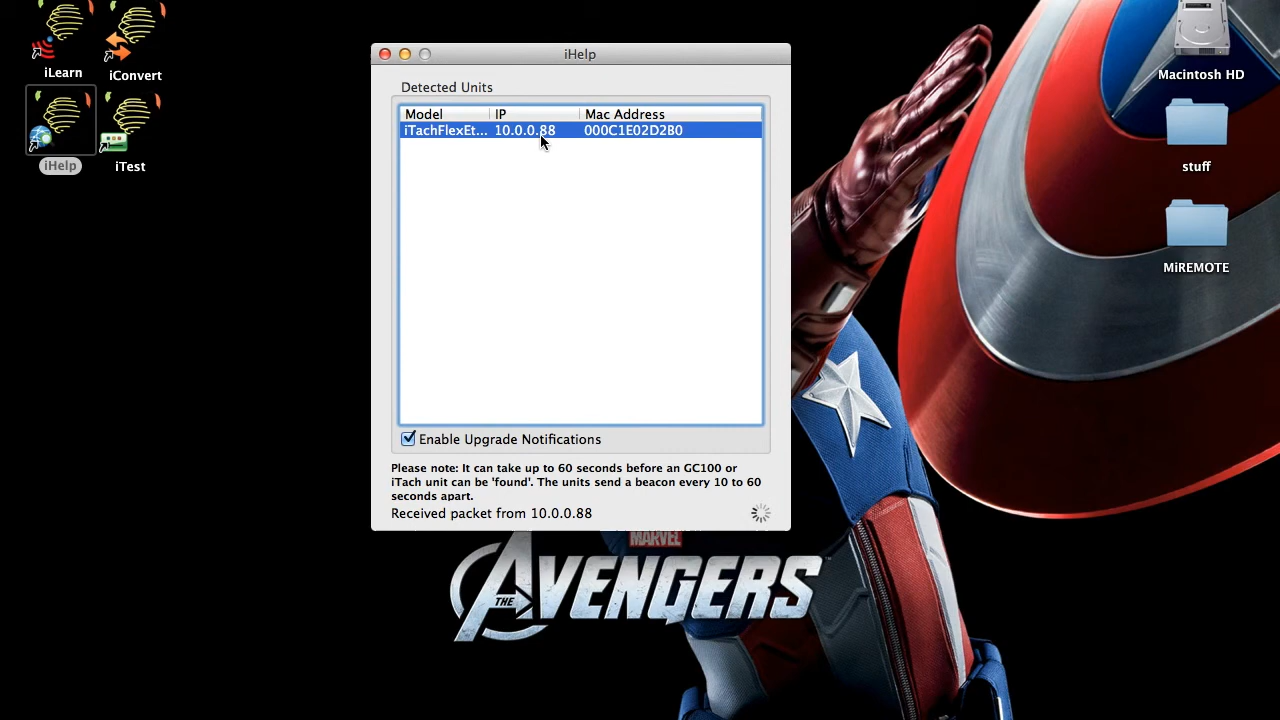 iLearn
iConvert
iHelp
iTest
iHelp
Detected Units
Model IP Mac Address
iTachFlexEt... 10.0.0.88 000C1E02D2B0
Enable Upgrade Notifications
Please note: It can take up to 60 seconds before an GC100 or
iTach unit can be 'found'. The units send a beacon every 10 to 60
seconds apart.
Received packet from 10.0.0.88
Macintosh HD
stuff
MiREMOTE
MARVEL
THE AVENGERS